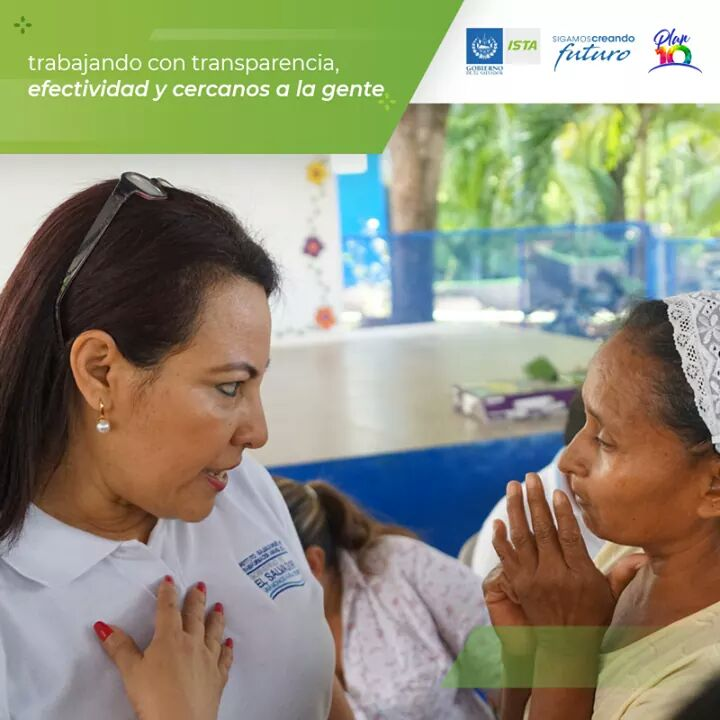 trabajando con transparencia,
efectividad y cercanos a la gente
GOBIERNO
DE EL SALVADOR
ISTA
SIGAMOS creando
futuro
Plan
10
EL SALVADOR